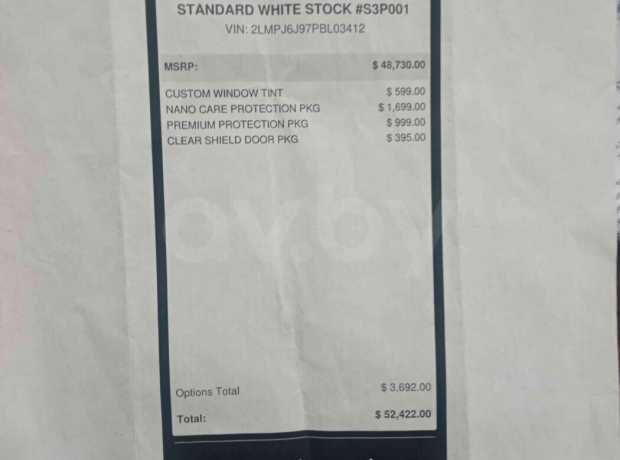 STANDARD WHITE STOCK #S3P001
VIN: 2LMPJ6J97PBL03412
MSRP: $ 48,730.00
CUSTOM WINDOW TINT $ 599.00
NANO CARE PROTECTION PKG $ 1,699.00
PREMIUM PROTECTION PKG $ 999.00
CLEAR SHIELD DOOR PKG $ 395.00
av.by
Options Total $ 3,692.00
Total: $ 52,422.00